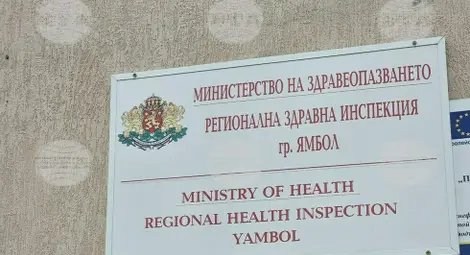 МИНИСТЕРСТВО НА ЗДРАВЕОПАЗВАНЕТО
РЕГИОНАЛНА ЗДРАВНА ИНСПЕКЦИЯ
гр. ЯМБОЛ
MINISTRY OF HEALTH
REGIONAL HEALTH INSPECTION
YAMBOL